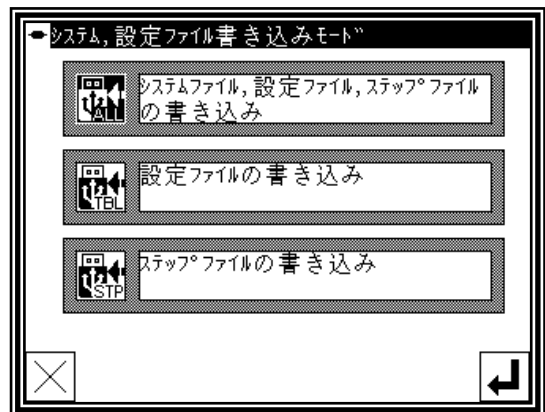 ｼｽﾃﾑ,設定ﾌｧｲﾙ書き込みﾓｰﾄﾞ
ALL
ｼｽﾃﾑﾌｧｲﾙ,設定ﾌｧｲﾙ,ｽﾃｯﾌﾟﾌｧｲﾙ
の書き込み
TBL
設定ﾌｧｲﾙの書き込み
STP
ｽﾃｯﾌﾟﾌｧｲﾙの書き込み